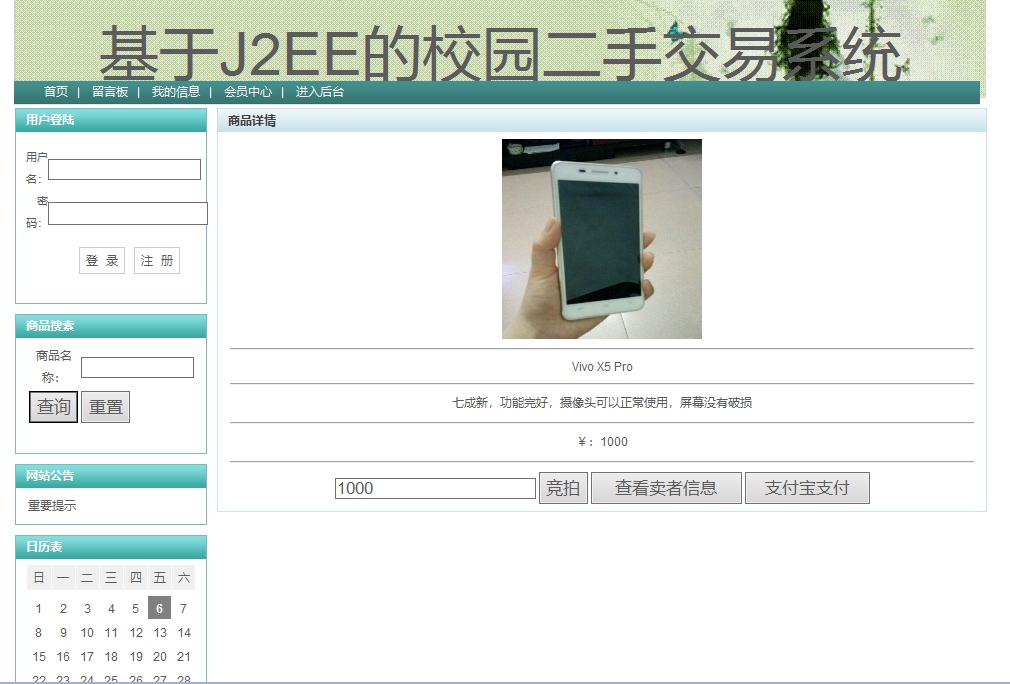 基于J2EE的校园二手交易系统
首页 | 留言板 | 我的信息 | 会员中心 | 进入后台
用户登陆
用户
名:
密
码:
登 录 注 册
商品搜索
商品名
称:
查询 重置
网站公告
重要提示
日历表
日 一 二 三 四 五 六
1 2 3 4 5 6 7
8 9 10 11 12 13 14
15 16 17 18 19 20 21
22 23 24 25 26 27 28
商品详情
Vivo X5 Pro
七成新，功能完好，摄像头可以正常使用，屏幕没有破损
¥：1000
1000 竞拍 查看卖者信息 支付宝支付